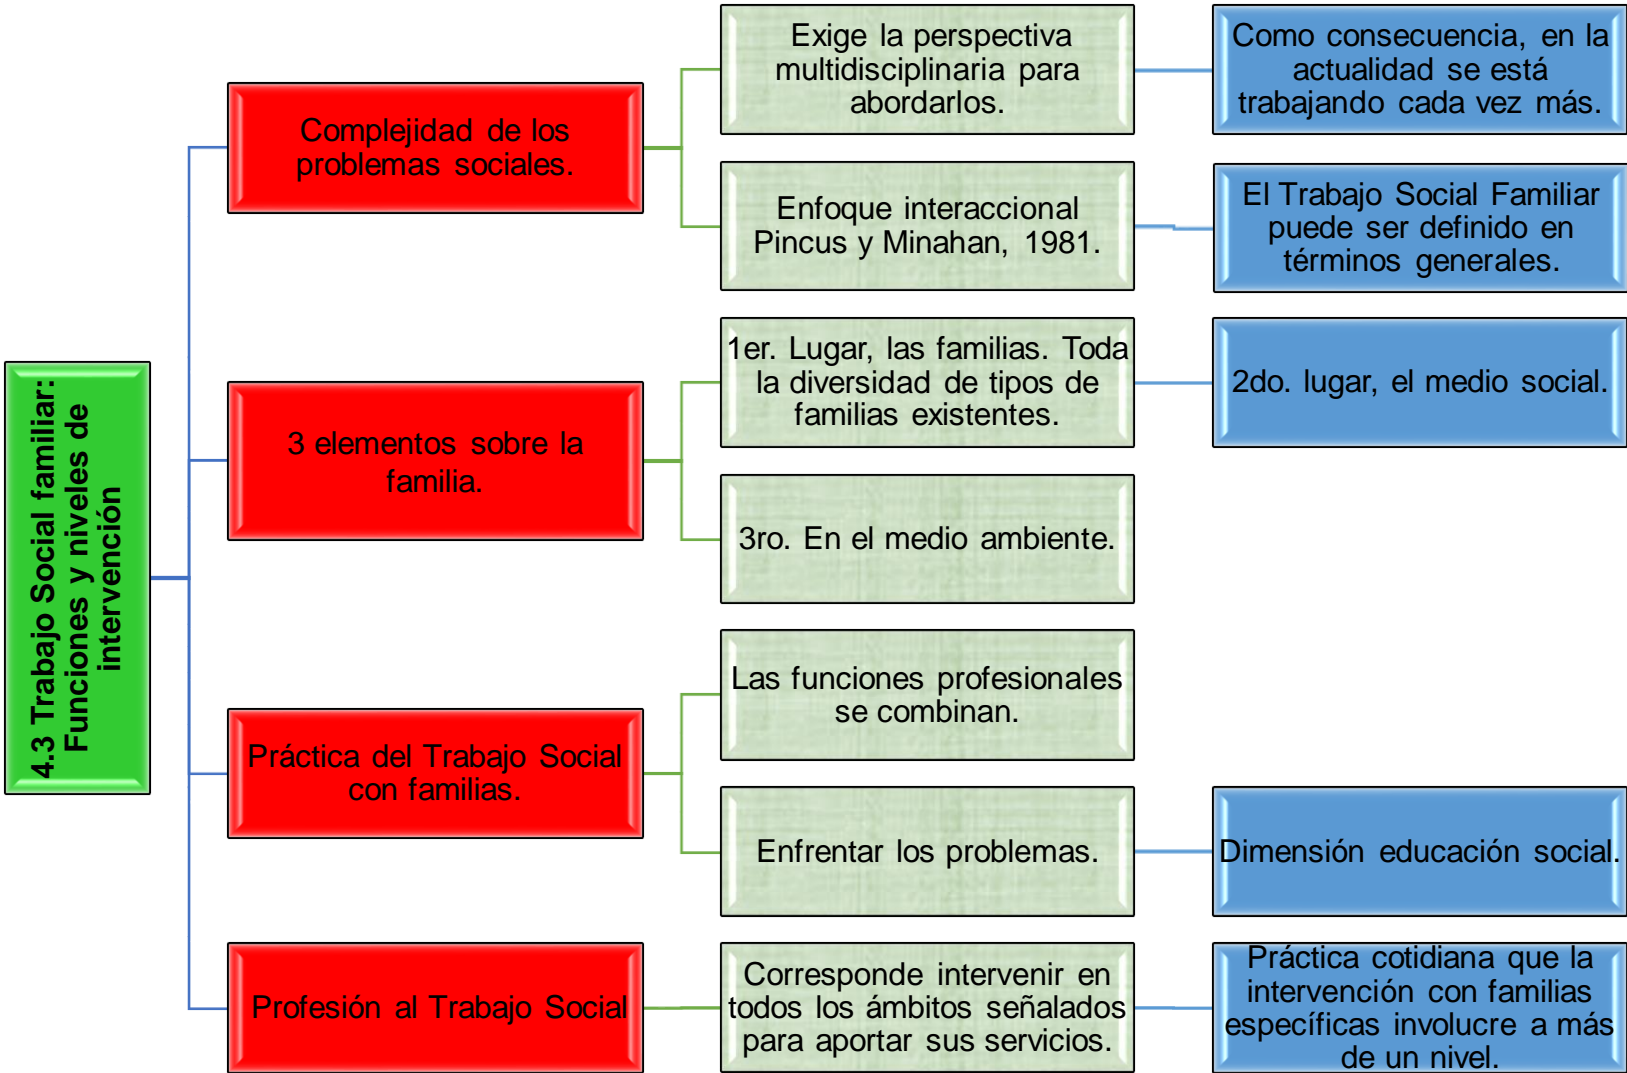 4.3 Trabajo Social familiar:
Funciones y niveles de
intervención
Complejidad de los
problemas sociales.
Exige la perspectiva
multidisciplinaria para
abordarlos.
Como consecuencia, en la
actualidad se está
trabajando cada vez más.
Enfoque interaccional
Pincus y Minahan, 1981.
El Trabajo Social Familiar
puede ser definido en
términos generales.
3 elementos sobre la
familia.
1er. Lugar, las familias. Toda
la diversidad de tipos de
familias existentes.
2do. lugar, el medio social.
3ro. En el medio ambiente.
Práctica del Trabajo Social
con familias.
Las funciones profesionales
se combinan.
Enfrentar los problemas.
Dimensión educación social.
Profesión al Trabajo Social
Corresponde intervenir en
todos los ámbitos señalados
para aportar sus servicios.
Práctica cotidiana que la
intervención con familias
específicas involucre a más
de un nivel.